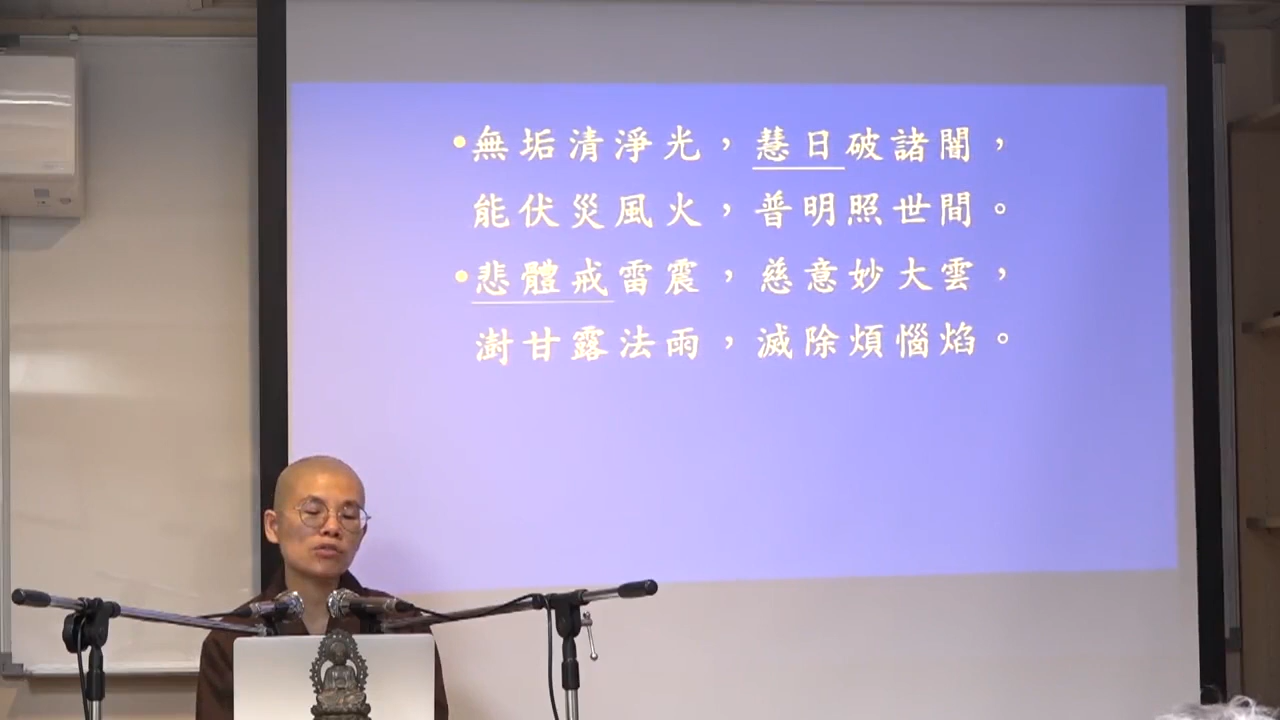 •無垢清淨光，慧日破諸闇，
能伏災風火，普明照世間。
•悲體戒雷震，慈意妙大雲，
澍甘露法雨，滅除煩惱焰。